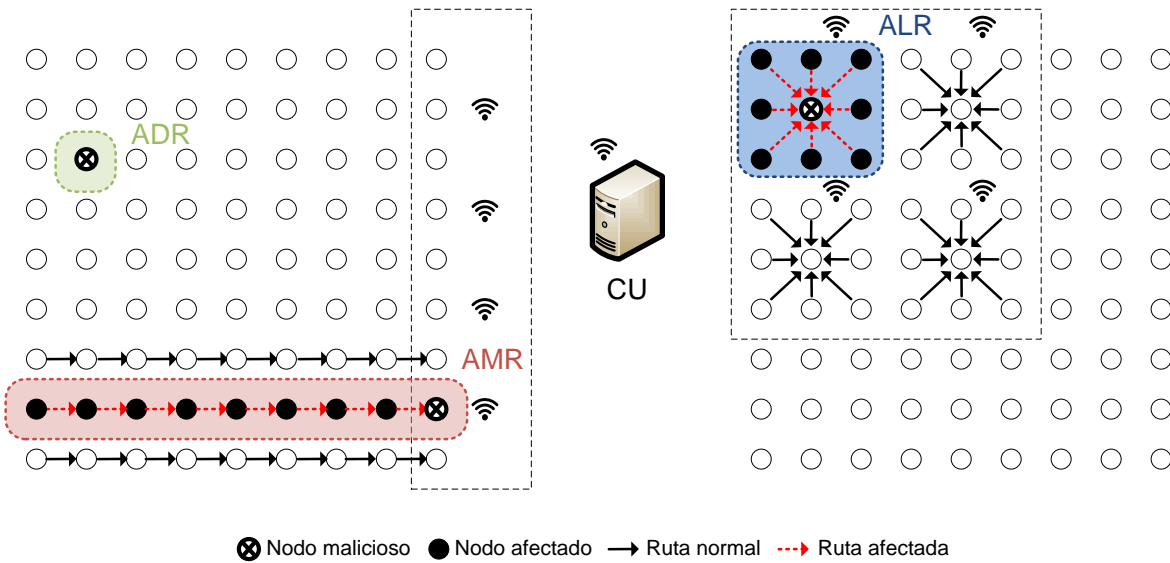 ALR
ADR
CU
AMR
Nodo malicioso Nodo afectado Ruta normal Ruta afectada